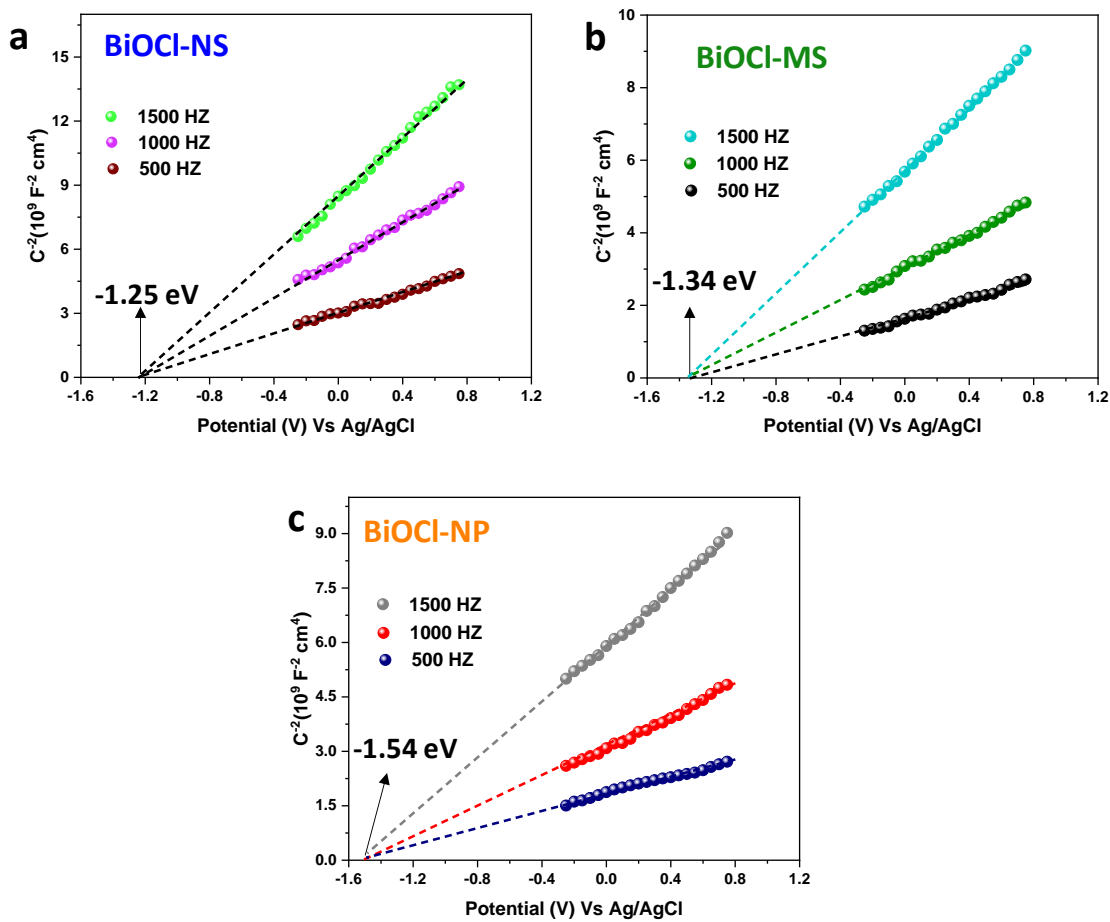 a
BiOCl-NS
1500 HZ
1000 HZ
500 HZ
-1.25 eV
15
12
9
6
3
0
-1.6 -1.2 -0.8 -0.4 0.0 0.4 0.8 1.2
C⁻²(10⁹ F⁻² cm⁴)
Potential (V) Vs Ag/AgCl
b
BiOCl-MS
1500 HZ
1000 HZ
500 HZ
-1.34 eV
10
8
6
4
2
0
-1.6 -1.2 -0.8 -0.4 0.0 0.4 0.8 1.2
C⁻²(10⁹ F⁻² cm⁴)
Potential (V) Vs Ag/AgCl
c
BiOCl-NP
1500 HZ
1000 HZ
500 HZ
-1.54 eV
9.0
7.5
6.0
4.5
3.0
1.5
0.0
-1.6 -1.2 -0.8 -0.4 0.0 0.4 0.8 1.2
C⁻²(10⁹ F⁻² cm⁴)
Potential (V) Vs Ag/AgCl